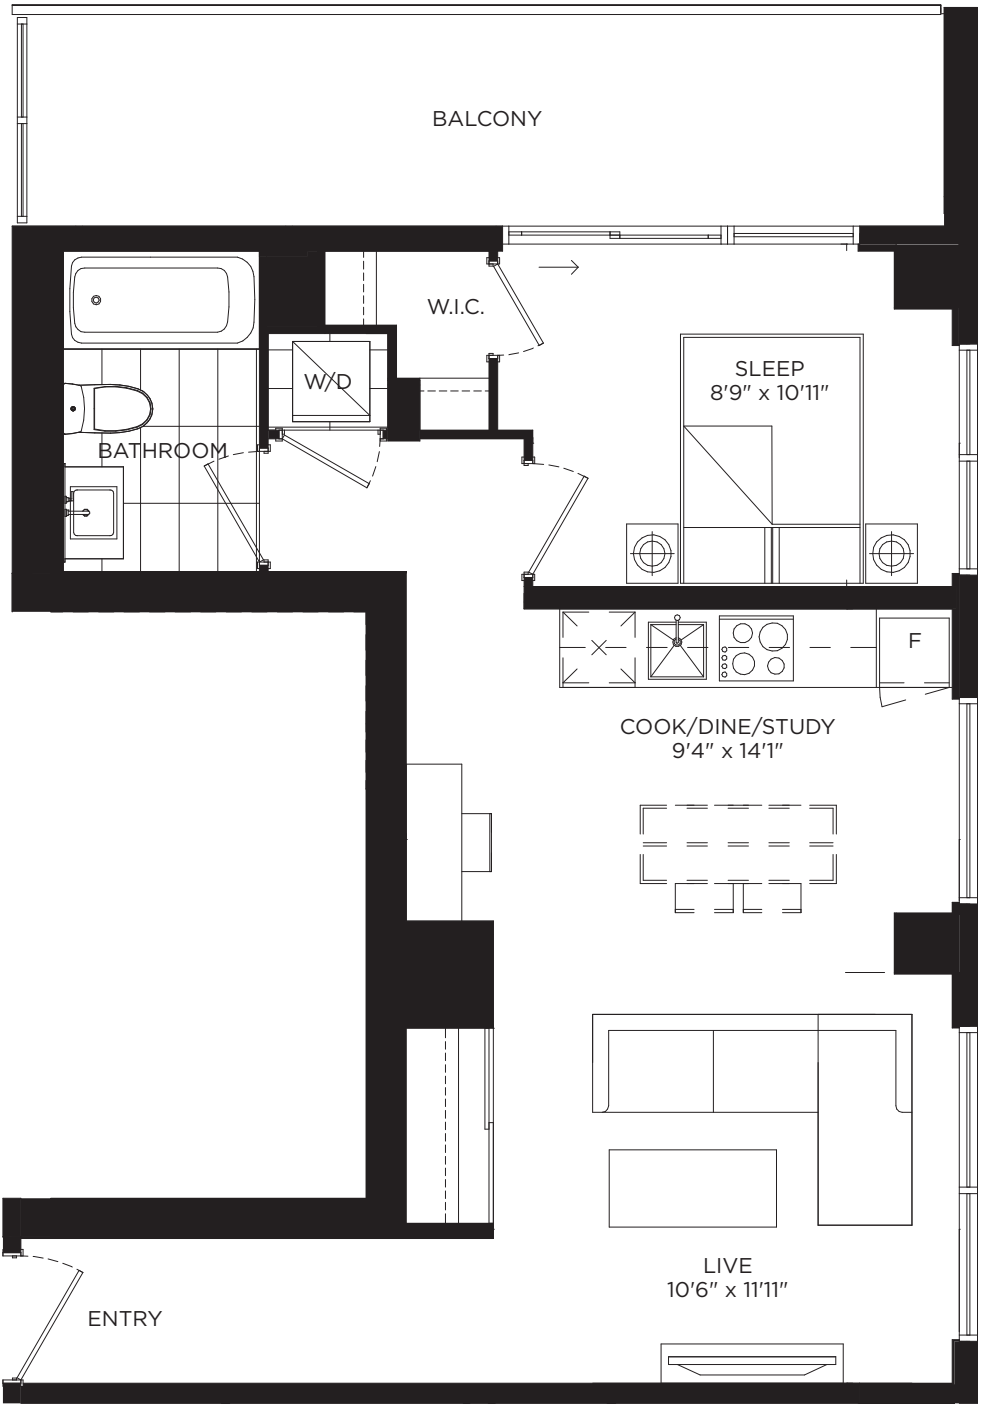 BALCONY
W.I.C.
W/D
SLEEP
8'9" x 10'11"
BATHROOM
F
COOK/DINE/STUDY
9'4" x 14'1"
LIVE
10'6" x 11'11"
ENTRY